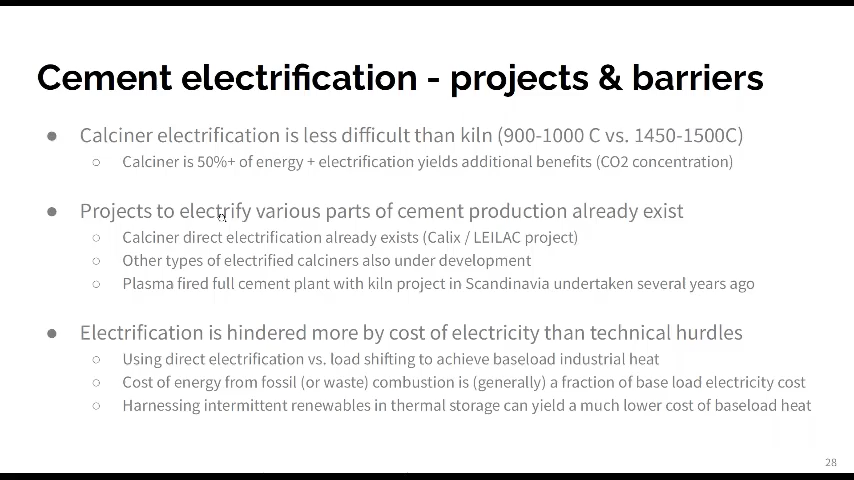 Cement electrification - projects & barriers
● Calciner electrification is less difficult than kiln (900-1000 C vs. 1450-1500C)
○ Calciner is 50%+ of energy + electrification yields additional benefits (CO2 concentration)
● Projects to electrify various parts of cement production already exist
○ Calciner direct electrification already exists (Calix / LEILAC project)
○ Other types of electrified calciners also under development
○ Plasma fired full cement plant with kiln project in Scandinavia undertaken several years ago
● Electrification is hindered more by cost of electricity than technical hurdles
○ Using direct electrification vs. load shifting to achieve baseload industrial heat
○ Cost of energy from fossil (or waste) combustion is (generally) a fraction of base load electricity cost
○ Harnessing intermittent renewables in thermal storage can yield a much lower cost of baseload heat
28